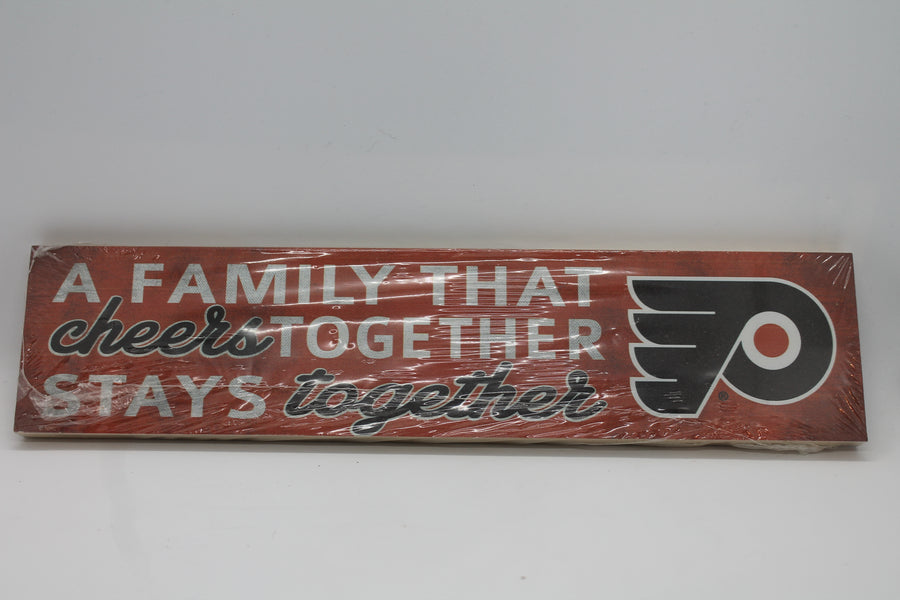 A FAMILY THAT
cheers TOGETHER
STAYS together
®